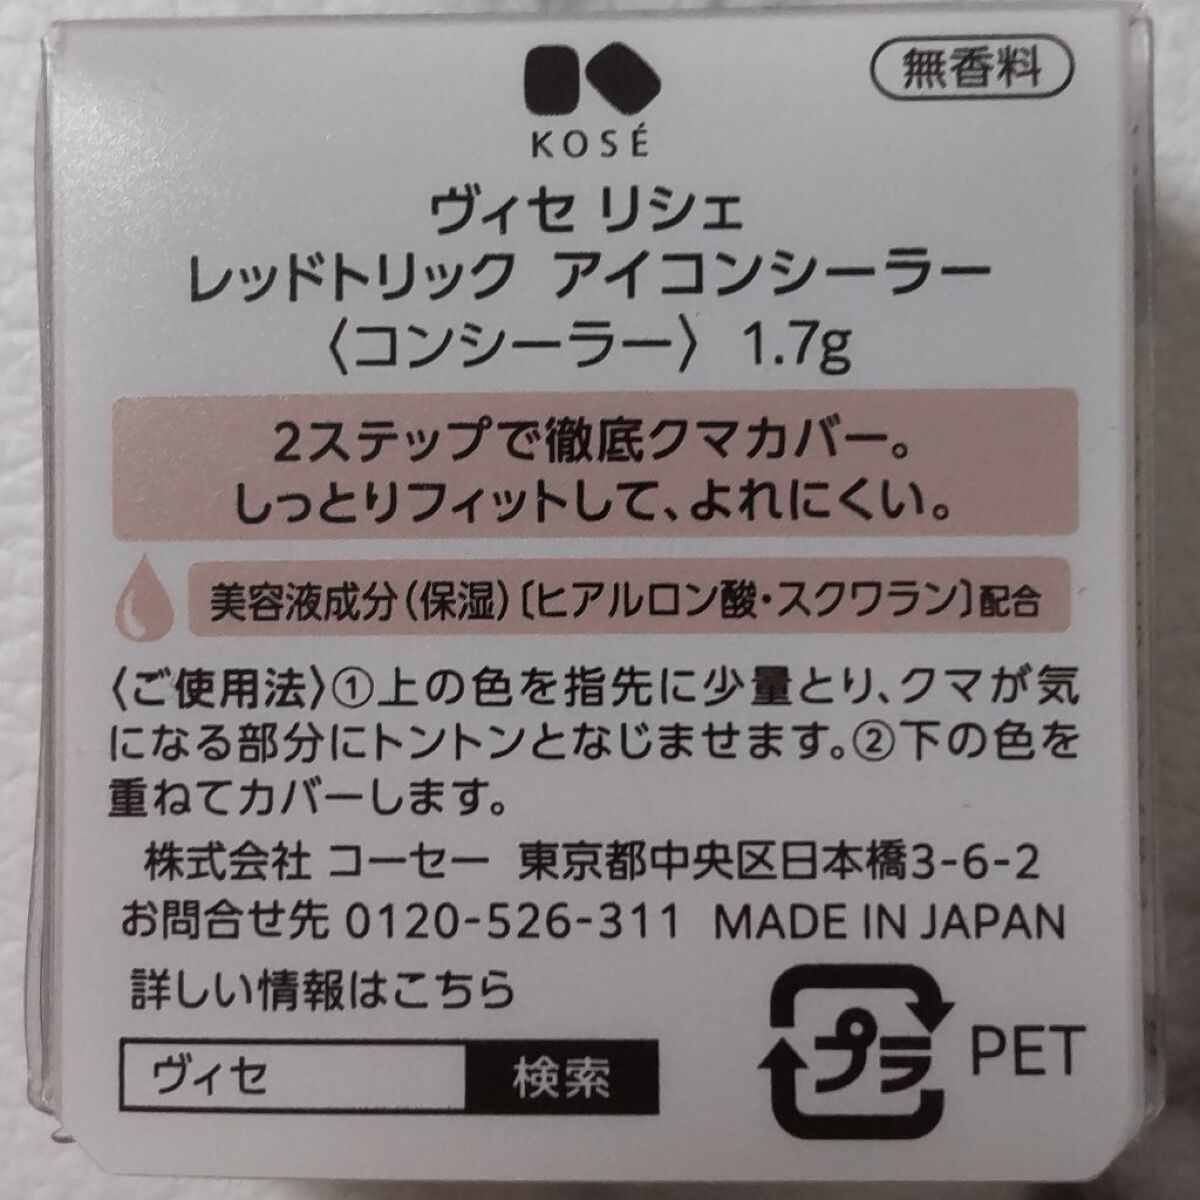 無香料
KOSÉ
ヴィセ リシェ
レッドトリック アイコンシーラー
〈コンシーラー〉 1.7g
2ステップで徹底クマカバー。
しっとりフィットして、よれにくい。
美容液成分(保湿)〔ヒアルロン酸・スクワラン〕配合
〈ご使用法〉①上の色を指先に少量とり、クマが気
になる部分にトントンとなじませます。②下の色を
重ねてカバーします。
株式会社 コーセー 東京都中央区日本橋3-6-2
お問合せ先 0120-526-311 MADE IN JAPAN
詳しい情報はこちら
ヴィセ 検索
プラ PET